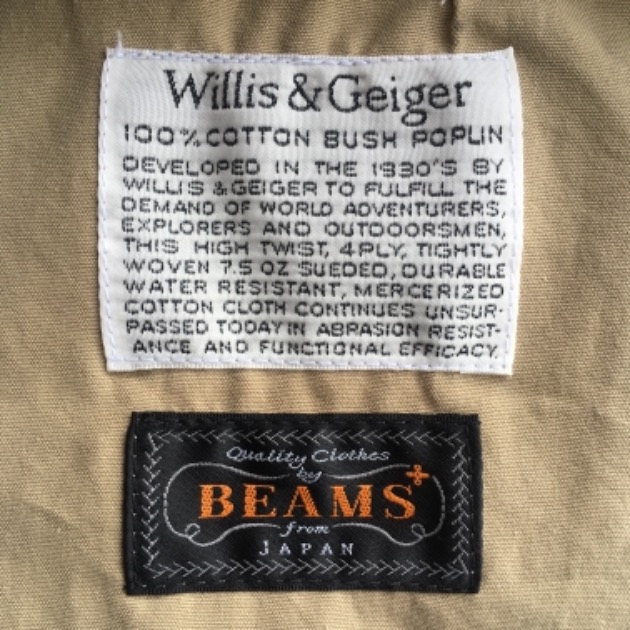 Willis & Geiger
100% COTTON BUSH POPLIN
DEVELOPED IN THE 1930'S BY
WILLIS & GEIGER TO FULFILL THE
DEMAND OF WORLD ADVENTURERS,
EXPLORERS AND OUTDOORSMEN,
THIS HIGH TWIST, 4PLY, TIGHTLY
WOVEN 7.5 OZ SUEDED, DURABLE
WATER RESISTANT, MERCERIZED
COTTON CLOTH CONTINUES UNSUR-
PASSED TODAY IN ABRASION RESIST-
ANCE AND FUNCTIONAL EFFICACY.
Quality Clothes
by
BEAMS+
from
JAPAN